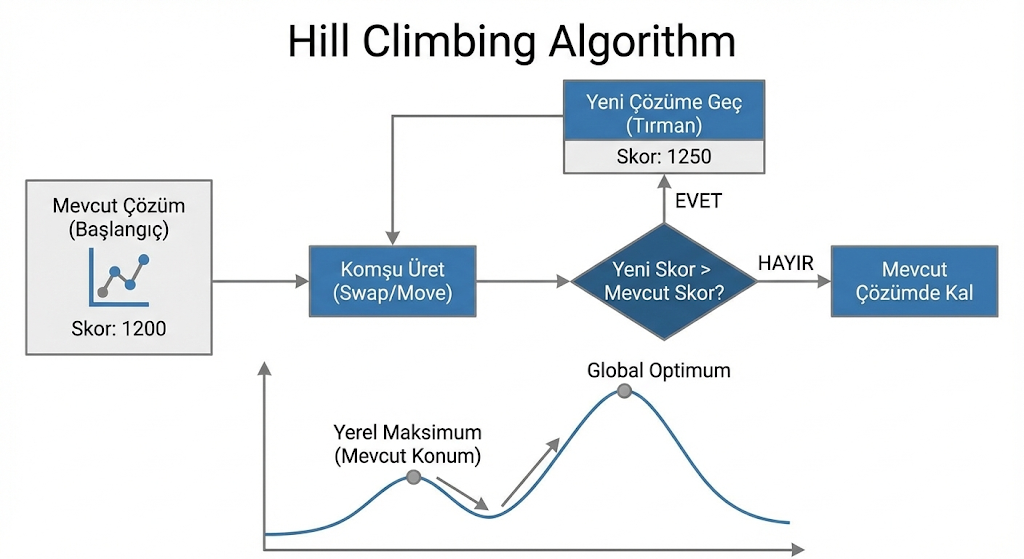 Hill Climbing Algorithm
Mevcut Çözüm
(Başlangıç)
Skor: 1200
Komşu Üret
(Swap/Move)
Yeni Skor >
Mevcut Skor?
EVET
Yeni Çözüme Geç
(Tırman)
Skor: 1250
HAYIR
Mevcut
Çözümde Kal
Yerel Maksimum
(Mevcut Konum)
Global Optimum